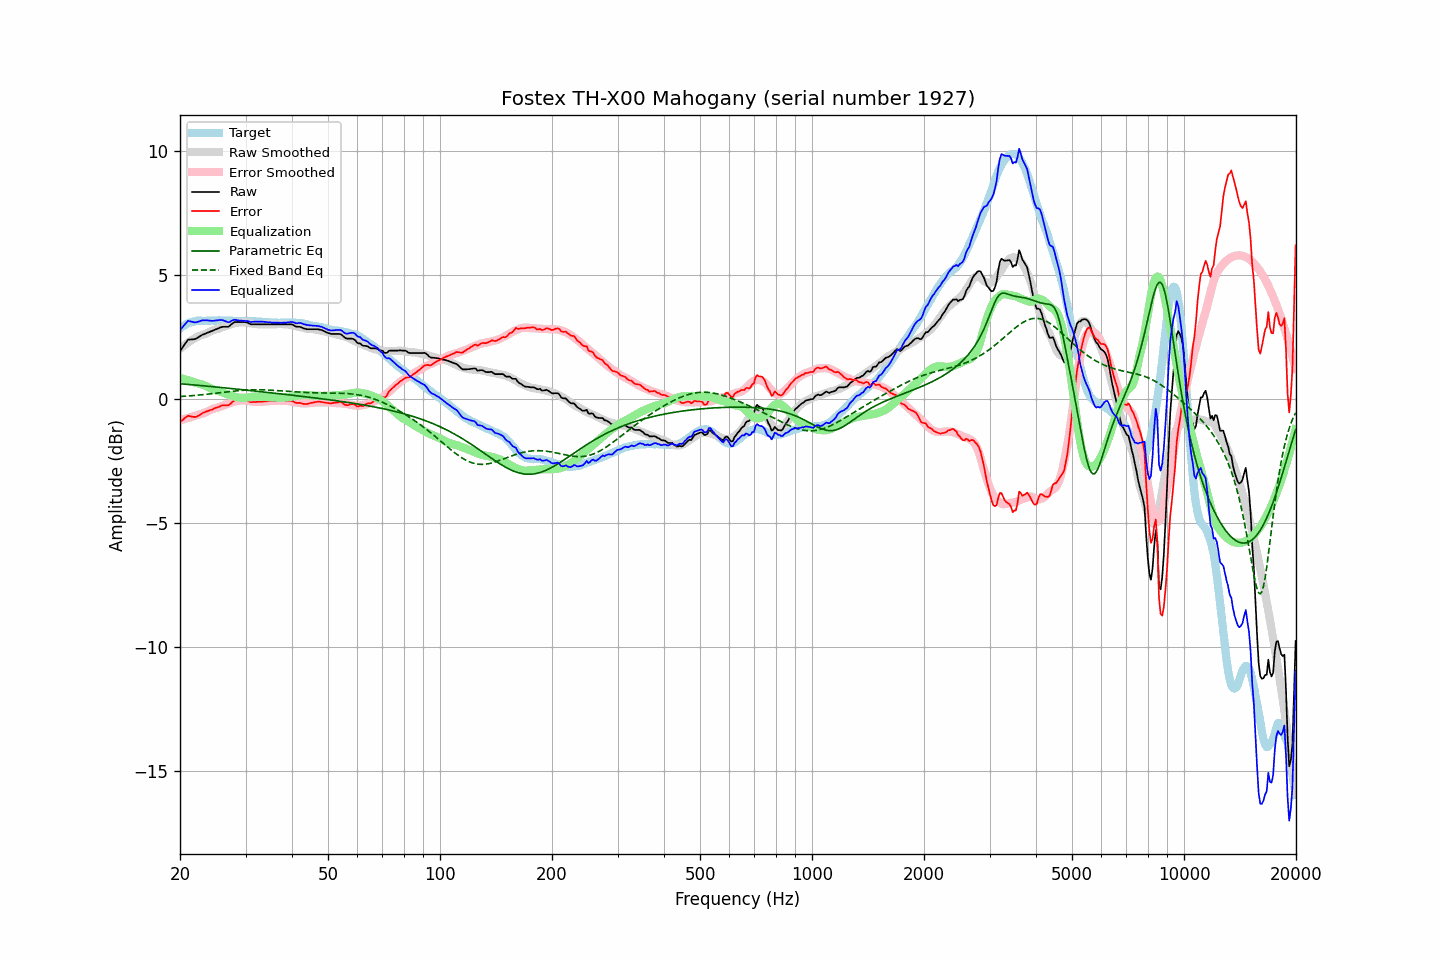 Fostex TH-X00 Mahogany (serial number 1927)
Target
Raw Smoothed
Error Smoothed
Raw
Error
Equalization
Parametric Eq
Fixed Band Eq
Equalized
10
5
0
−5
−10
−15
Amplitude (dBr)
20
50
100
200
500
1000
2000
5000
10000
20000
Frequency (Hz)